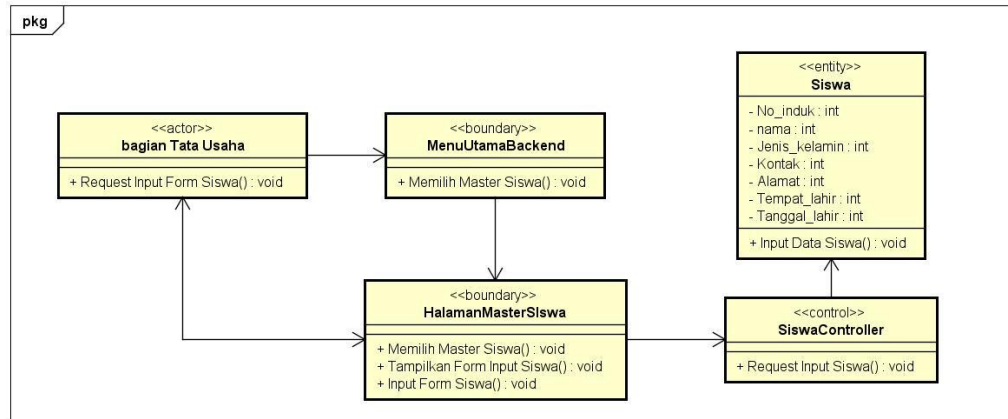 pkg
<<actor>>
bagian Tata Usaha
+ Request Input Form Siswa() : void
<<boundary>>
MenuUtamaBackend
+ Memilih Master Siswa() : void
<<entity>>
Siswa
- No_induk : int
- nama : int
- Jenis_kelamin : int
- Kontak : int
- Alamat : int
- Tempat_lahir : int
- Tanggal_lahir : int
+ Input Data Siswa() : void
<<boundary>>
HalamanMasterSIswa
+ Memilih Master Siswa() : void
+ Tampilkan Form Input Siswa() : void
+ Input Form Siswa() : void
<<control>>
SiswaController
+ Request Input Siswa() : void